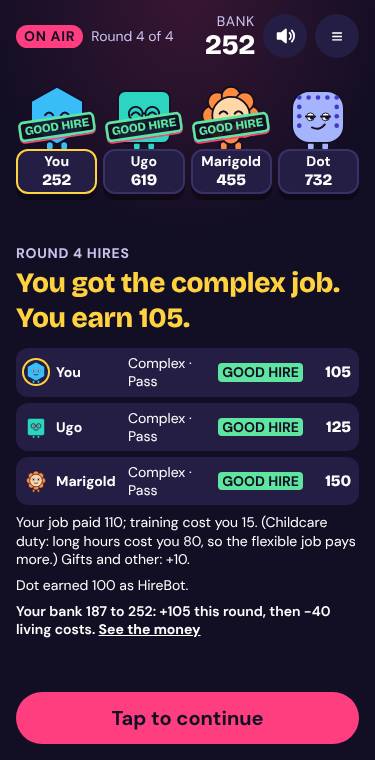 ON AIR Round 4 of 4
BANK
252
GOOD HIRE GOOD HIRE GOOD HIRE
You Ugo Marigold Dot
252 619 455 732
ROUND 4 HIRES
You got the complex job.
You earn 105.
You Complex · Pass GOOD HIRE 105
Ugo Complex · Pass GOOD HIRE 125
Marigold Complex · Pass GOOD HIRE 150
Your job paid 110; training cost you 15. (Childcare
duty: long hours cost you 80, so the flexible job pays
more.) Gifts and other: +10.
Dot earned 100 as HireBot.
Your bank 187 to 252: +105 this round, then −40
living costs. See the money
Tap to continue